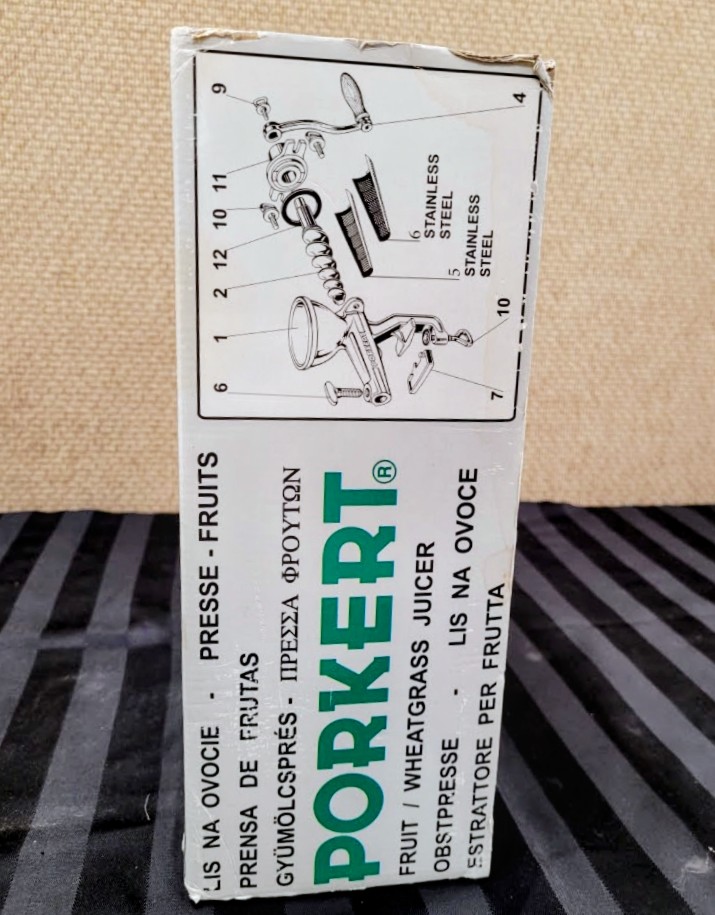 LIS NA OVOCIE - PRESSE - FRUITS
PRENSA DE FRUTAS
GYÜMÖLCSPRÉS - ΠΡΕΣΣΑ ΦΡΟΥΤΩΝ
PORKERT®
FRUIT / WHEATGRASS JUICER
OBSTPRESSE - LIS NA OVOCE
ESTRATTORE PER FRUTTA
6
1
2
12
10
11
9
4
6 STAINLESS
STEEL
5 STAINLESS
STEEL
10
7